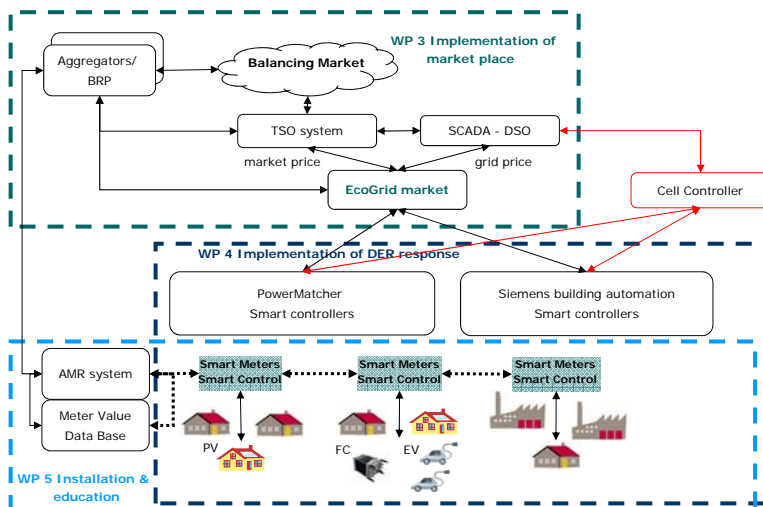 WP 3 Implementation of
market place
Aggregators/
BRP
Balancing Market
TSO system
SCADA - DSO
market price
grid price
EcoGrid market
Cell Controller
WP 4 Implementation of DER response
PowerMatcher
Smart controllers
Siemens building automation
Smart controllers
AMR system
Smart Meters
Smart Control
Smart Meters
Smart Control
Smart Meters
Smart Control
Meter Value
Data Base
PV
FC
EV
WP 5 Installation &
education